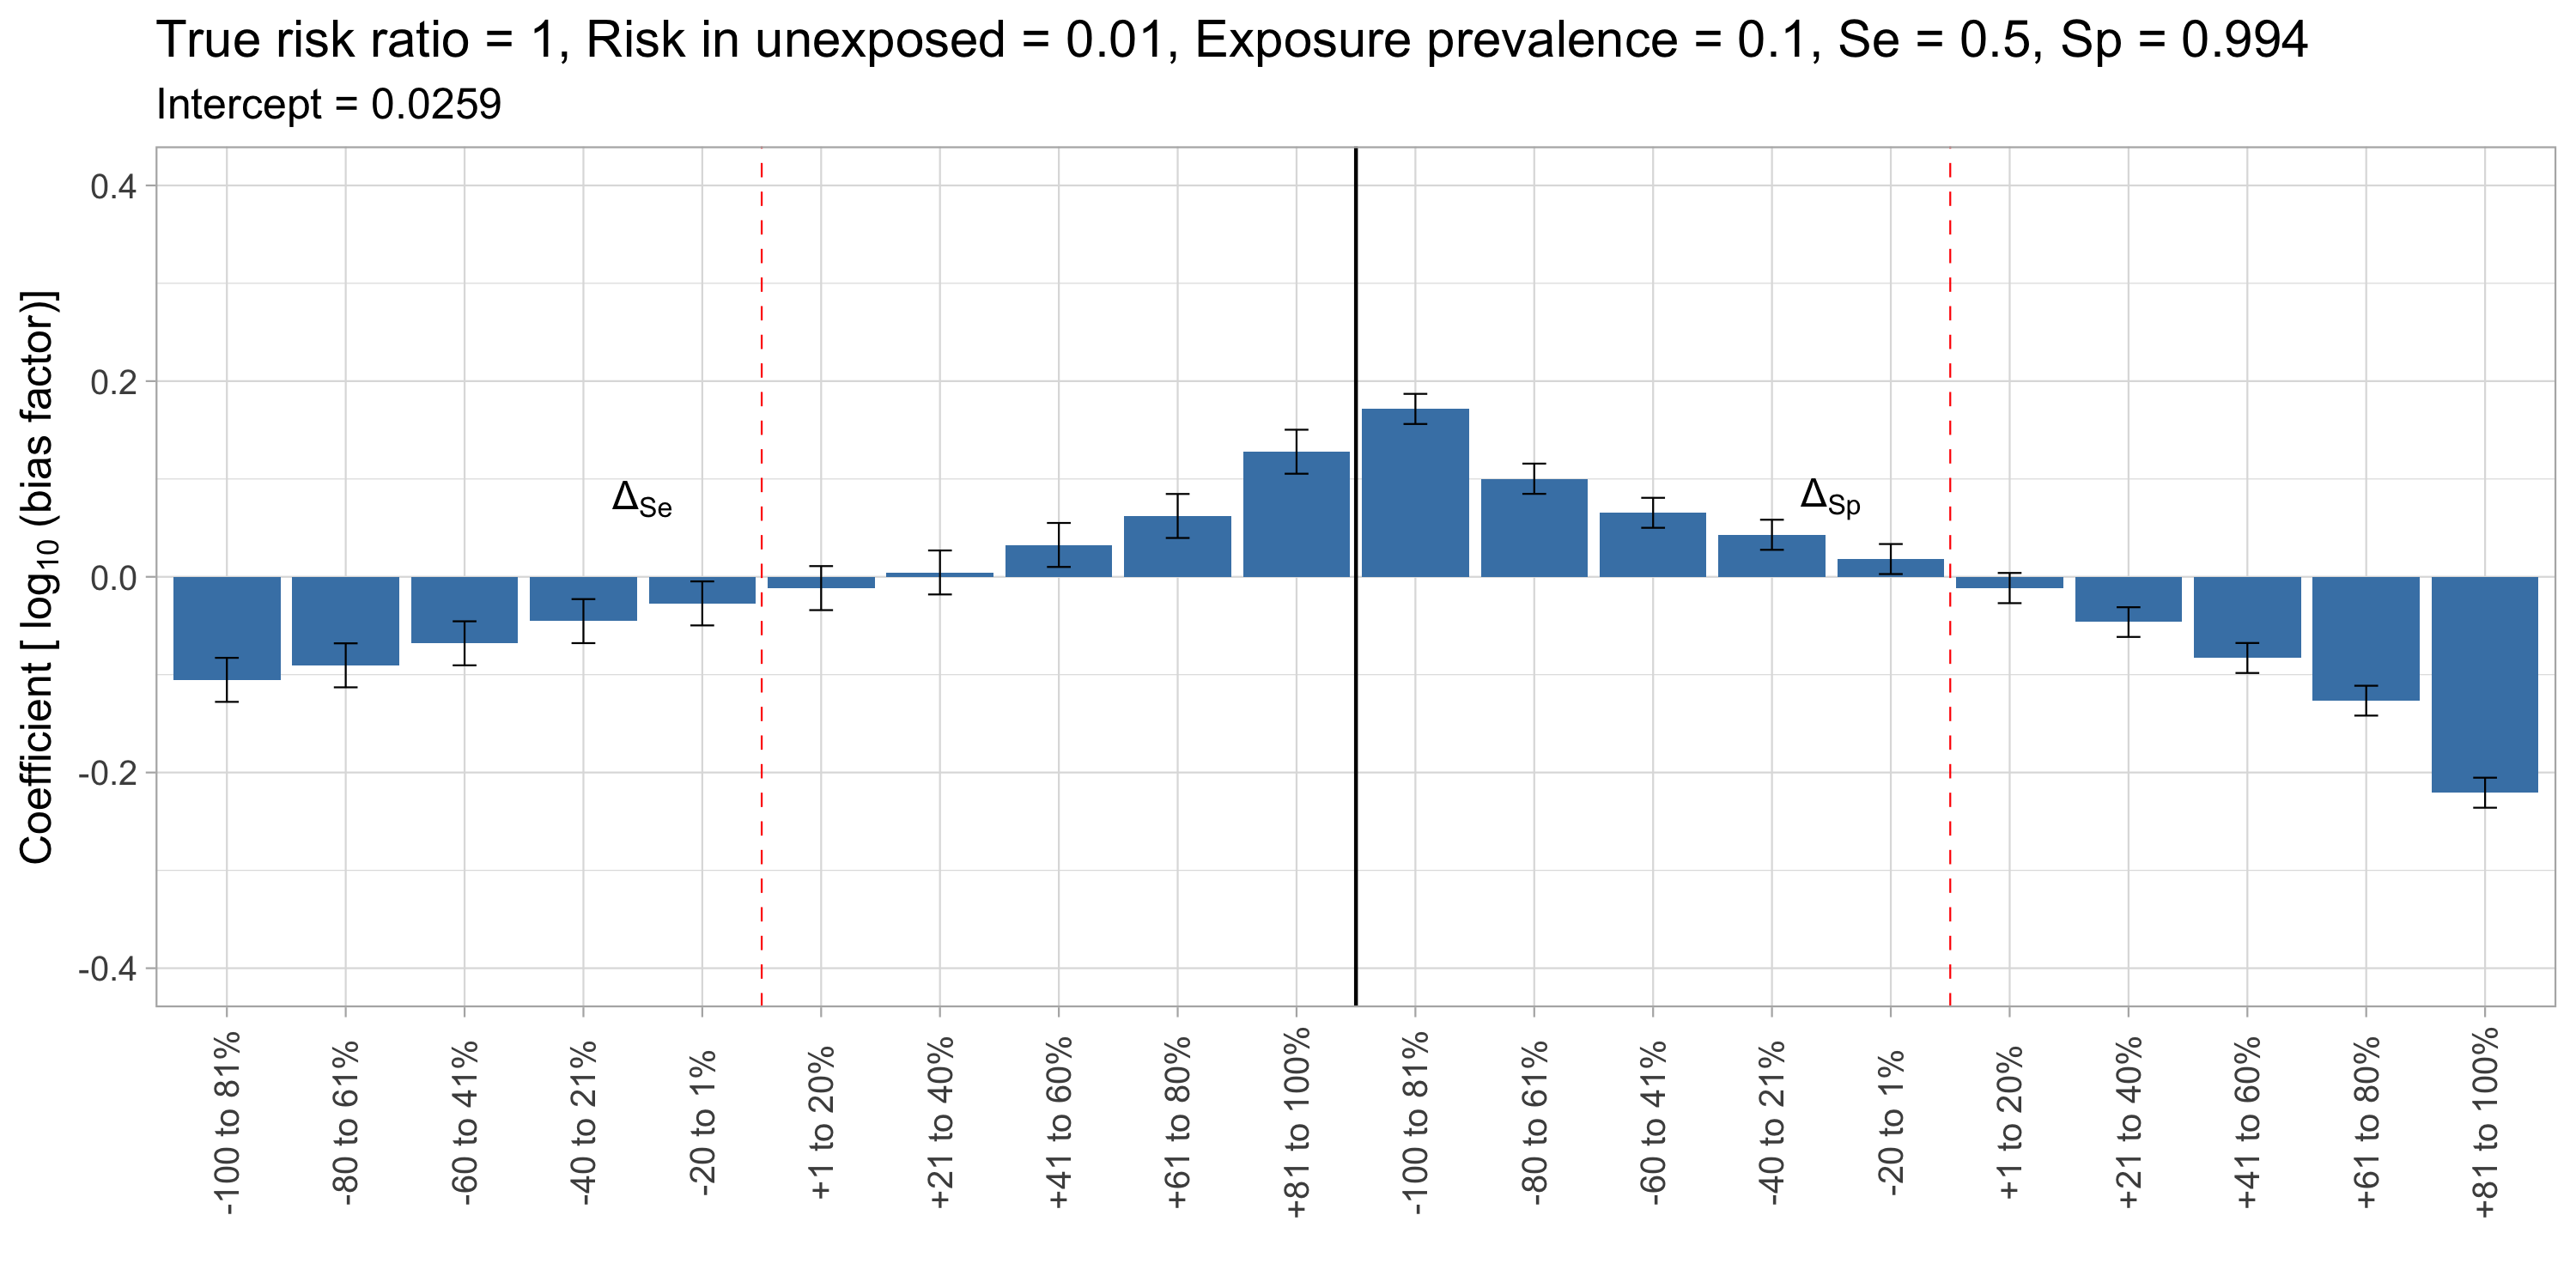 True risk ratio = 1, Risk in unexposed = 0.01, Exposure prevalence = 0.1, Se = 0.5, Sp = 0.994
Intercept = 0.0259
Coefficient [ log10 (bias factor)]
0.4
0.2
0.0
-0.2
-0.4
ΔSe
ΔSp
-100 to 81%
-80 to 61%
-60 to 41%
-40 to 21%
-20 to 1%
+1 to 20%
+21 to 40%
+41 to 60%
+61 to 80%
+81 to 100%
-100 to 81%
-80 to 61%
-60 to 41%
-40 to 21%
-20 to 1%
+1 to 20%
+21 to 40%
+41 to 60%
+61 to 80%
+81 to 100%